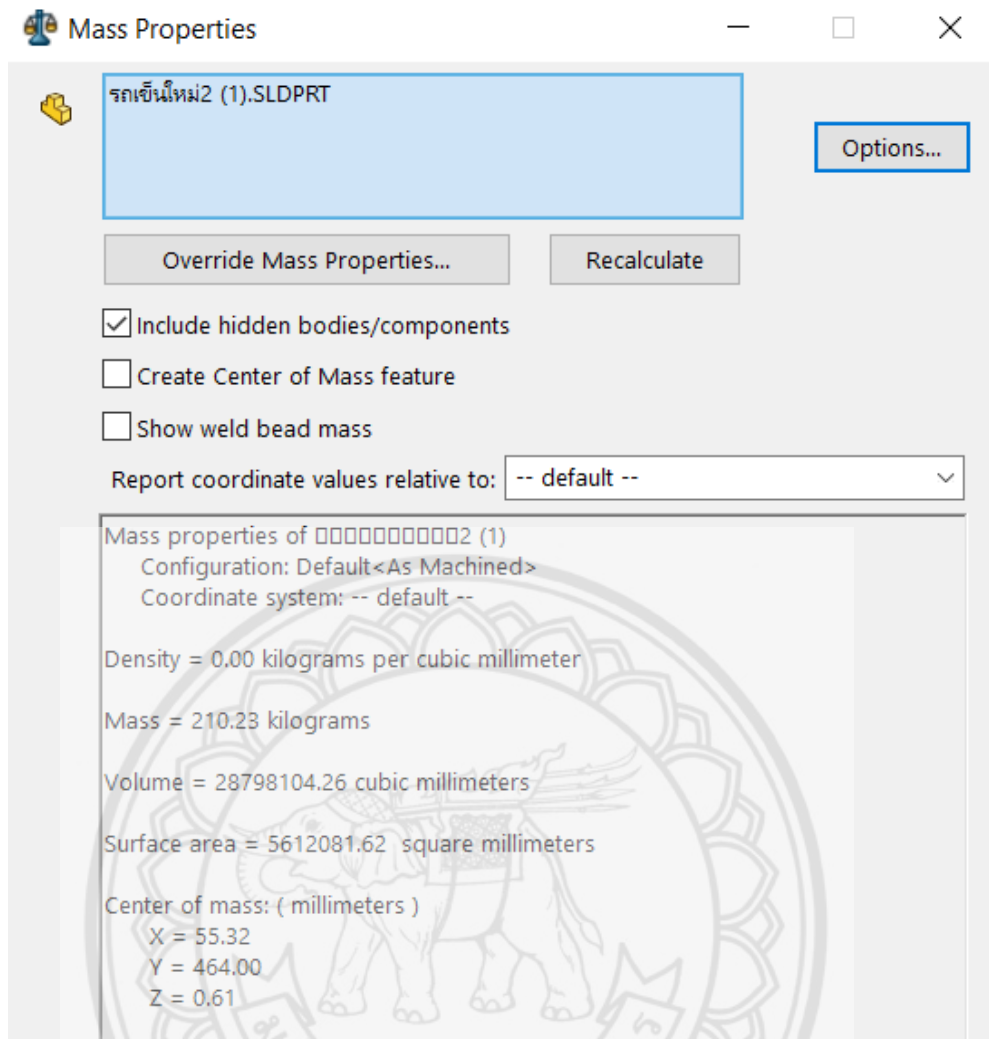 Mass Properties
รถเข็นใหม่2 (1).SLDPRT
Options...
Override Mass Properties...
Recalculate
Include hidden bodies/components
Create Center of Mass feature
Show weld bead mass
Report coordinate values relative to: -- default --
Mass properties of □□□□□□□□□□2 (1)
Configuration: Default<As Machined>
Coordinate system: -- default --
Density = 0.00 kilograms per cubic millimeter
Mass = 210.23 kilograms
Volume = 28798104.26 cubic millimeters
Surface area = 5612081.62 square millimeters
Center of mass: ( millimeters )
X = 55.32
Y = 464.00
Z = 0.61